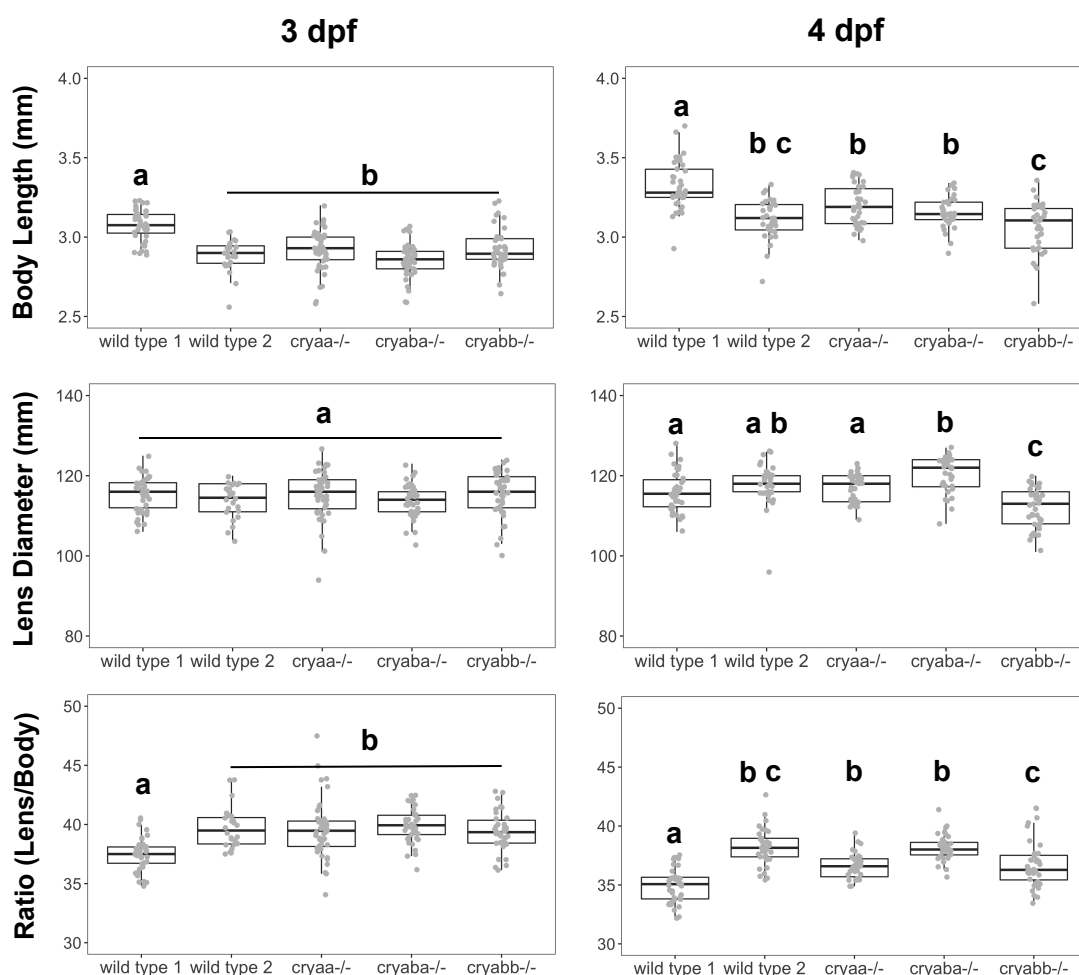 3 dpf
4 dpf
Body Length (mm)
4.0
3.5
3.0
2.5
a
b
wild type 1 wild type 2 cryaa-/- cryaba-/- cryabb-/-
4.0
3.5
3.0
2.5
a
b c
b
b
c
wild type 1 wild type 2 cryaa-/- cryaba-/- cryabb-/-
Lens Diameter (mm)
140
120
100
80
a
wild type 1 wild type 2 cryaa-/- cryaba-/- cryabb-/-
140
120
100
80
a
a b
a
b
c
wild type 1 wild type 2 cryaa-/- cryaba-/- cryabb-/-
Ratio (Lens/Body)
50
45
40
35
30
a
b
wild type 1 wild type 2 cryaa-/- cryaba-/- cryabb-/-
50
45
40
35
30
a
b c
b
b
c
wild type 1 wild type 2 cryaa-/- cryaba-/- cryabb-/-